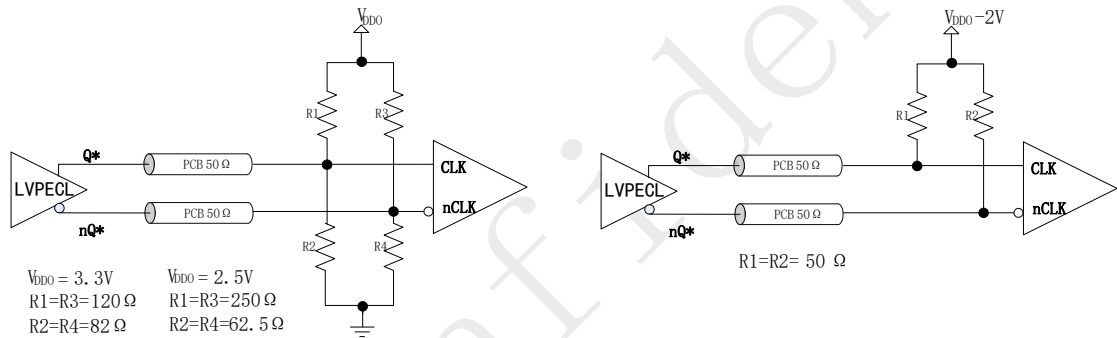 VDDO
R1
R3
Q*
PCB 50 Ω
CLK
LVPECL
PCB 50 Ω
nCLK
nQ*
R2
R4
VDDO = 3.3V
R1=R3=120 Ω
R2=R4=82 Ω
VDDO = 2.5V
R1=R3=250 Ω
R2=R4=62.5 Ω
VDDO-2V
R1
R2
Q*
PCB 50 Ω
CLK
LVPECL
PCB 50 Ω
nCLK
nQ*
R1=R2= 50 Ω
nfiden